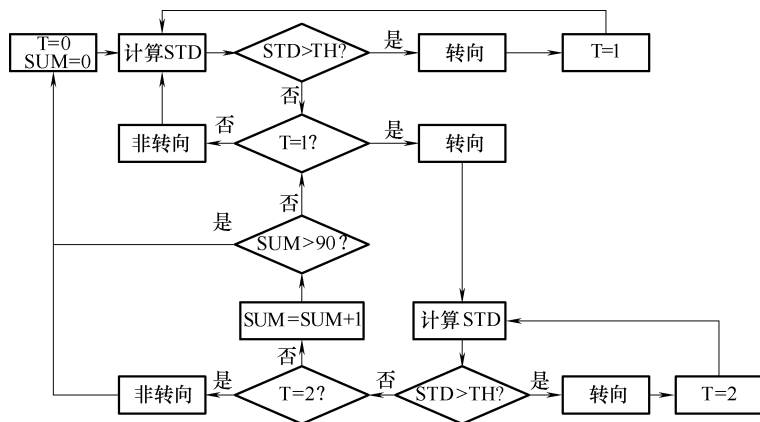 T=0
SUM=0
计算STD
STD>TH?
是
转向
T=1
否
非转向
否
T=1?
是
转向
否
是
SUM>90?
SUM=SUM+1
计算STD
否
非转向
是
T=2?
否
STD>TH?
是
转向
T=2